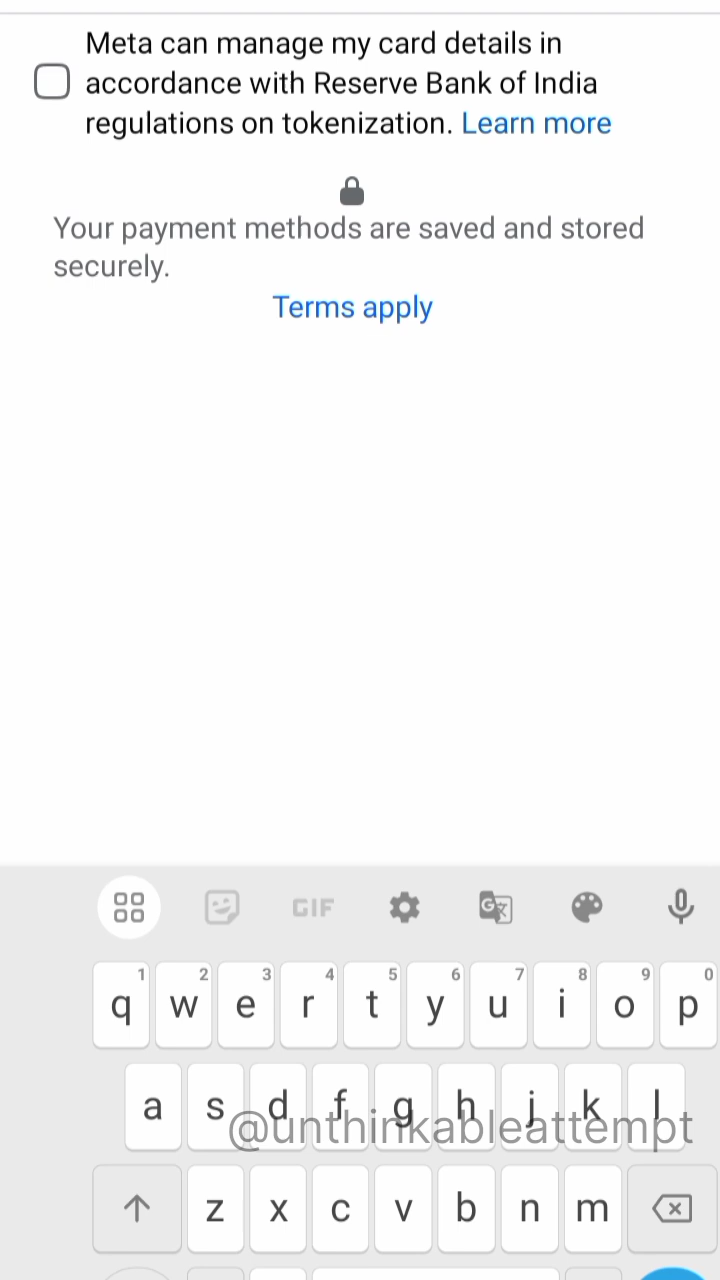 Meta can manage my card details in
accordance with Reserve Bank of India
regulations on tokenization. Learn more
Your payment methods are saved and stored
securely.
Terms apply
GIF
1 2 3 4 5 6 7 8 9 0
q w e r t y u i o p
a s d f g h j k l
@unthinkableattempt
z x c v b n m